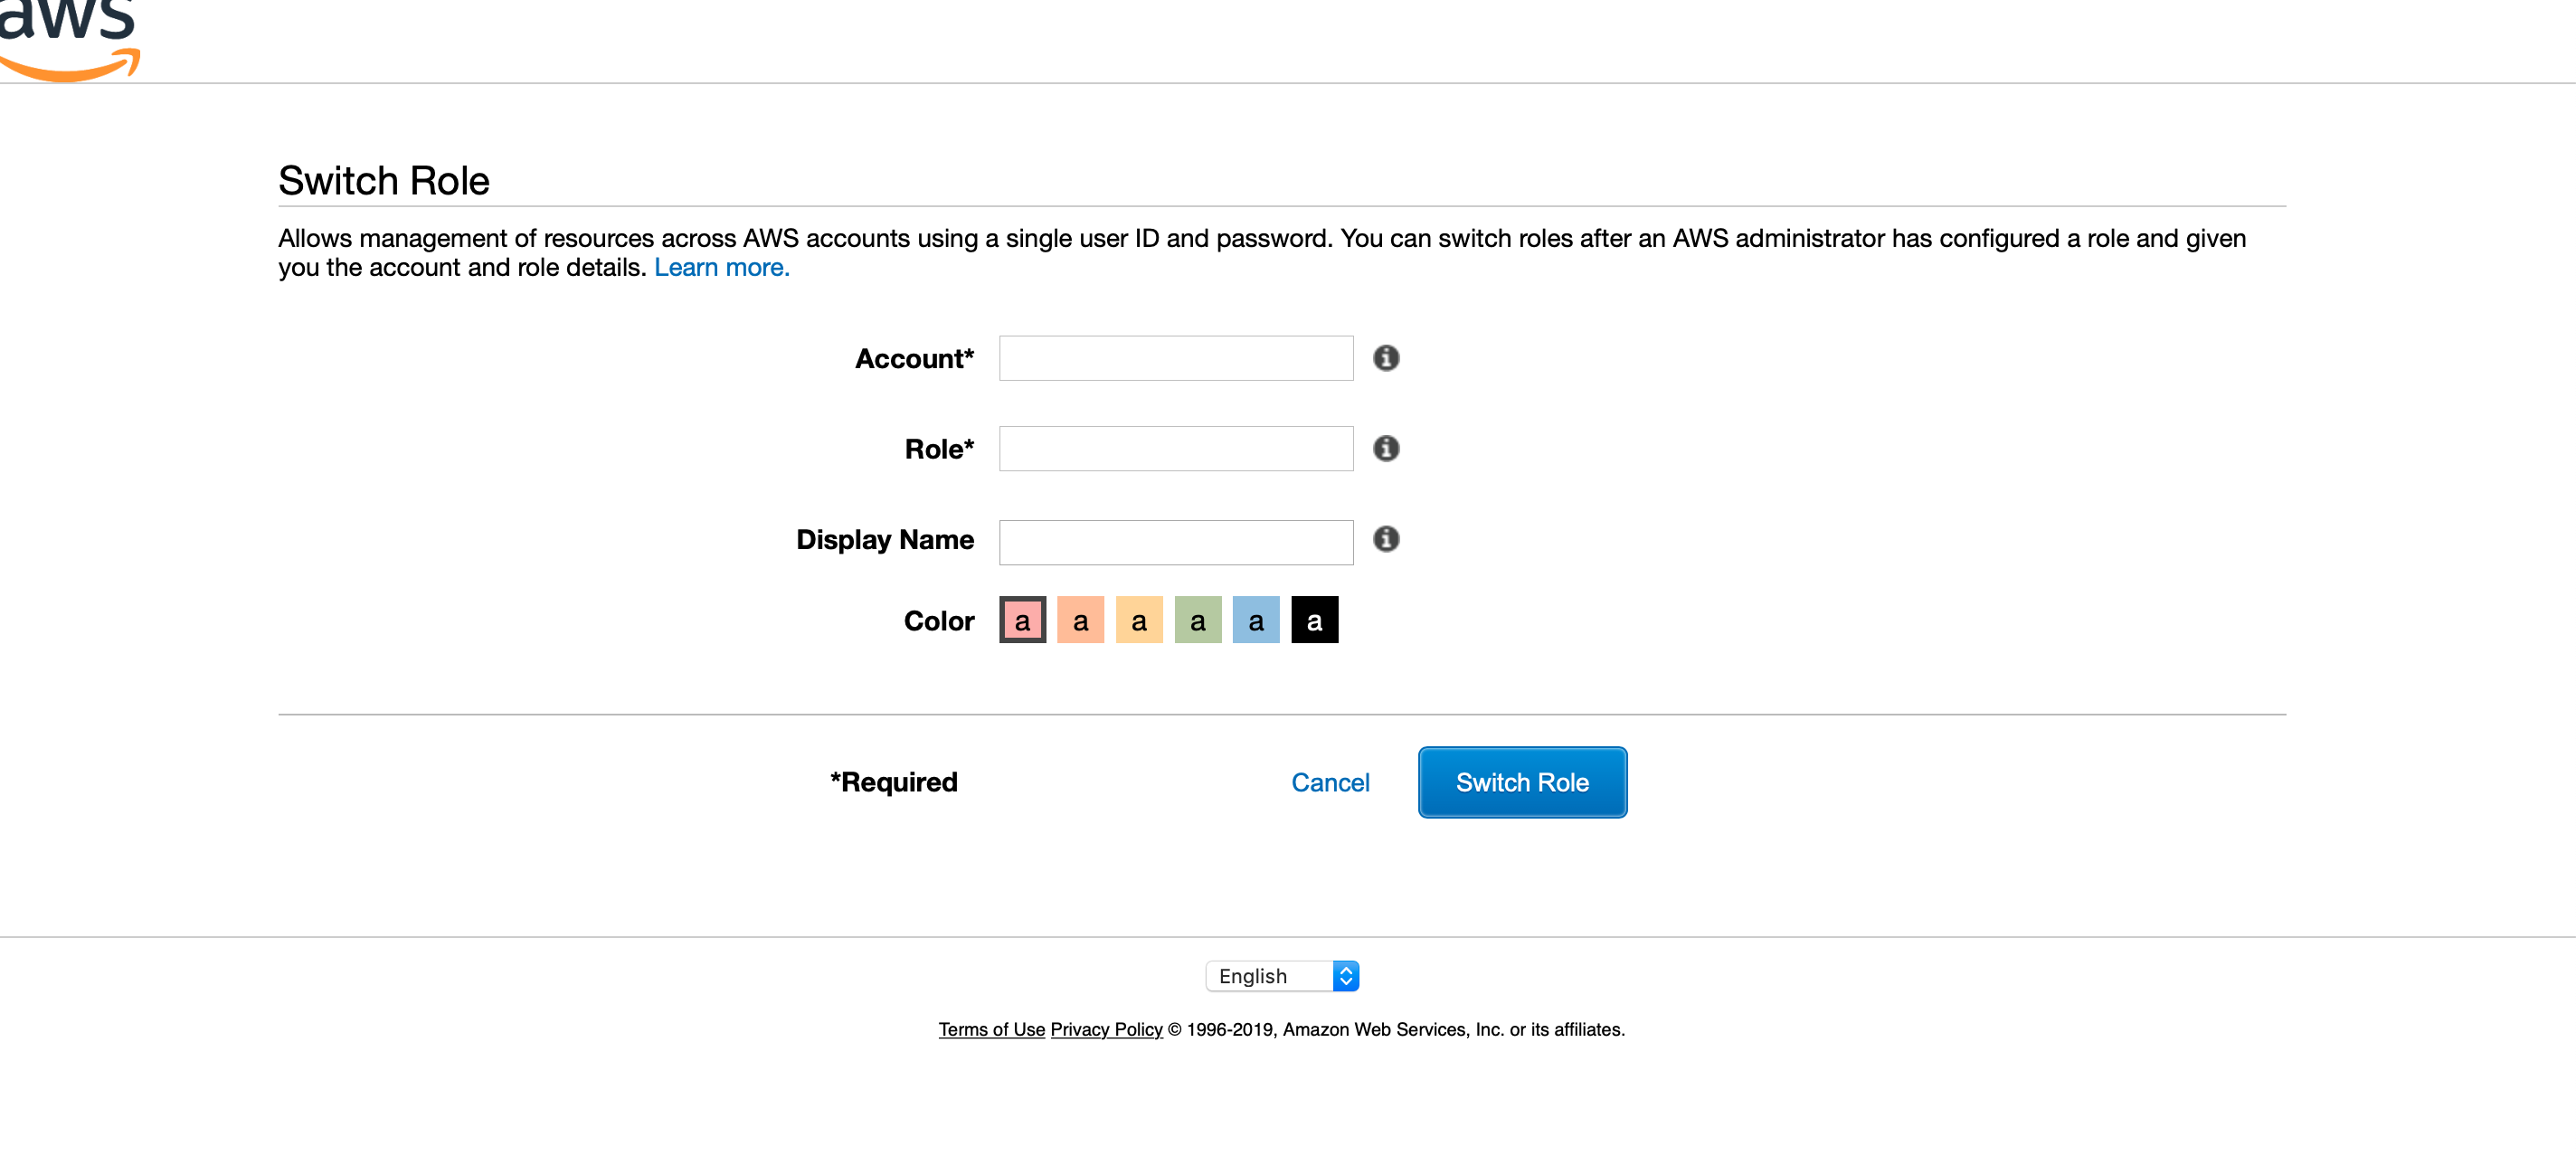 aws
Switch Role
Allows management of resources across AWS accounts using a single user ID and password. You can switch roles after an AWS administrator has configured a role and given
you the account and role details. Learn more.
Account*
Role*
Display Name
Color a a a a a a
*Required Cancel Switch Role
English
Terms of Use Privacy Policy © 1996-2019, Amazon Web Services, Inc. or its affiliates.